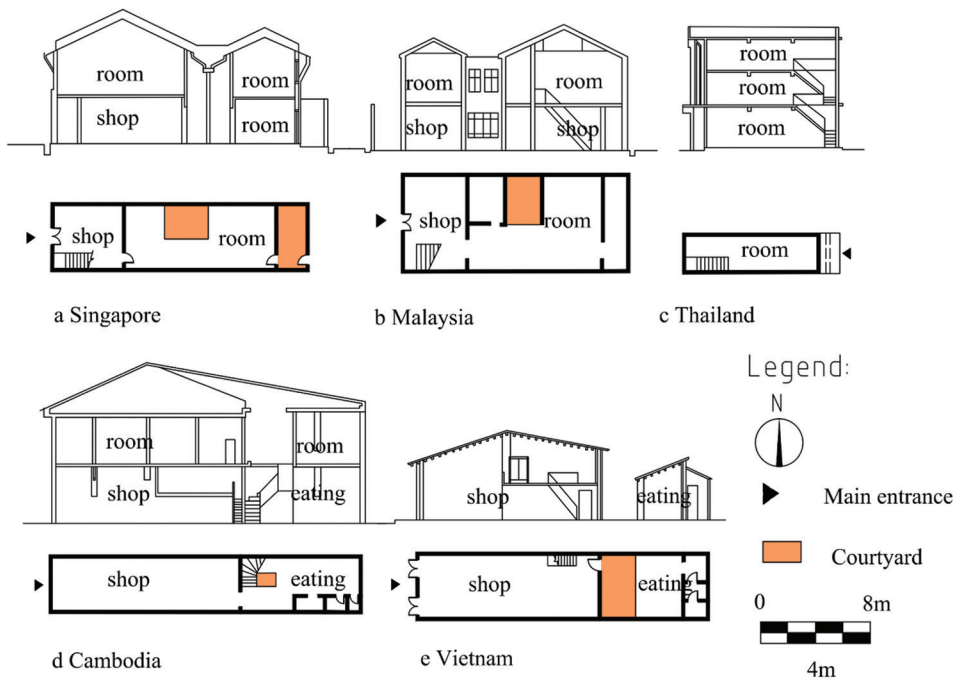 room
room
shop
room
room
room
shop
shop
room
room
room
shop
room
shop
room
room
a Singapore
b Malaysia
c Thailand
Legend:
N
room
room
shop
eating
shop
eating
Main entrance
Courtyard
shop
eating
shop
eating
0 8m
4m
d Cambodia
e Vietnam